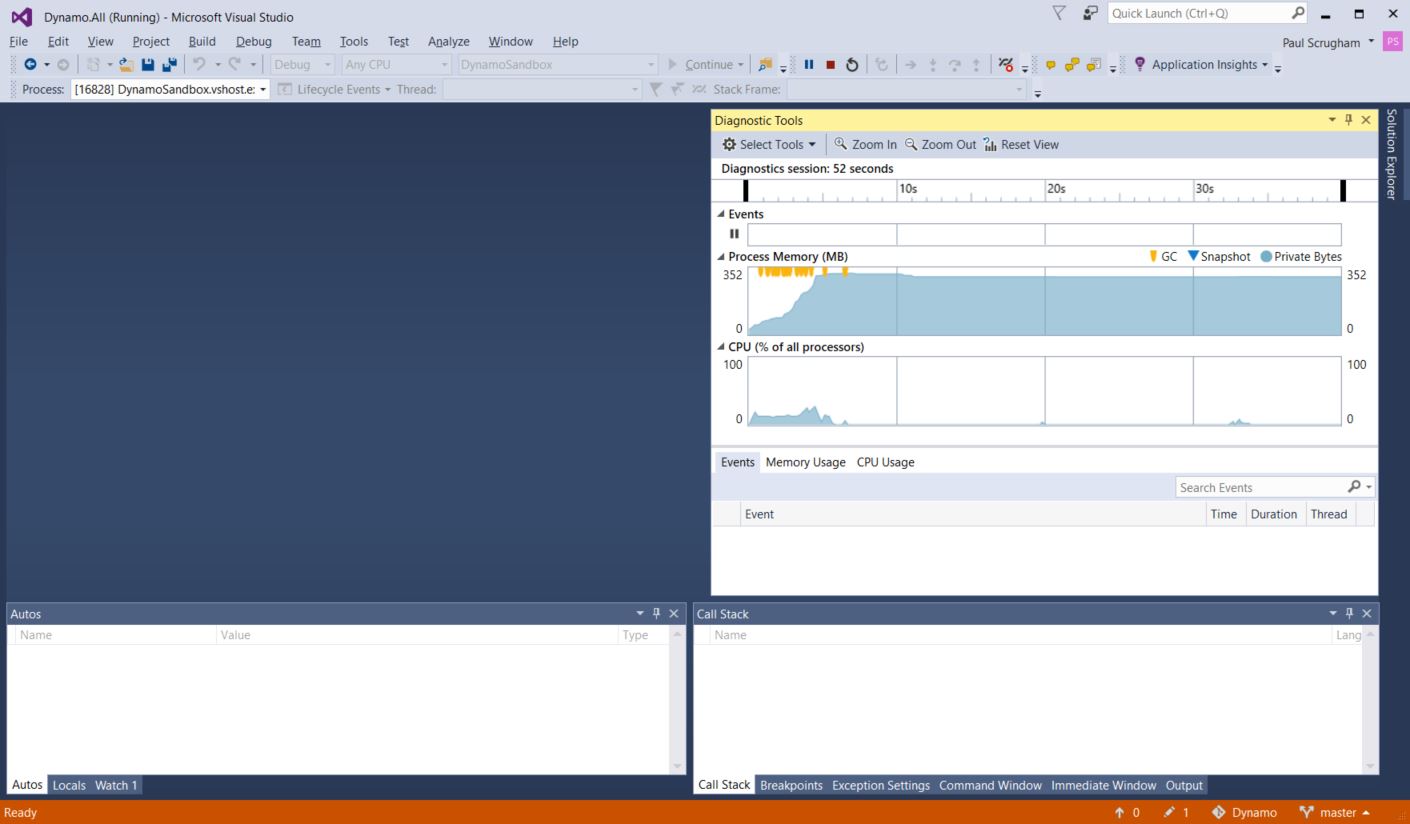 Dynamo.All (Running) - Microsoft Visual Studio
Quick Launch (Ctrl+Q)
File Edit View Project Build Debug Team Tools Test Analyze Window Help
Paul Scrugham PS
Debug Any CPU DynamoSandbox Continue Application Insights
Process: [16828] DynamoSandbox.vshost.e: Lifecycle Events Thread: Stack Frame:
Solution Explorer
Diagnostic Tools
Select Tools Zoom In Zoom Out Reset View
Diagnostics session: 52 seconds
10s 20s 30s
Events
Process Memory (MB) GC Snapshot Private Bytes
352 352
0 0
CPU (% of all processors)
100 100
0 0
Events Memory Usage CPU Usage
Search Events
Event Time Duration Thread
Autos
Name Value Type
Call Stack
Name Lang
Autos Locals Watch 1
Call Stack Breakpoints Exception Settings Command Window Immediate Window Output
Ready 0 1 Dynamo master